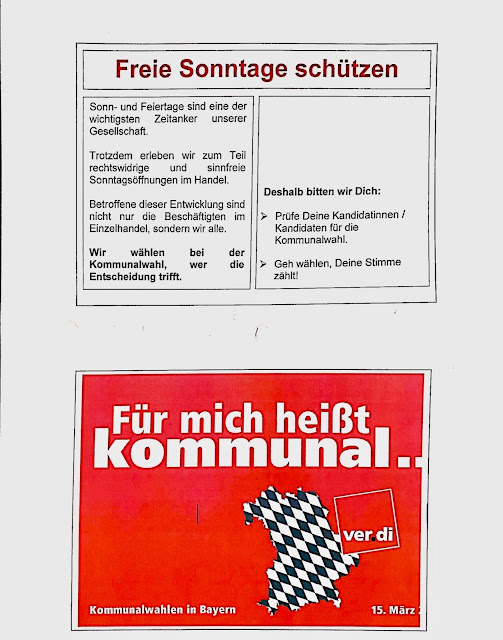 Freie Sonntage schützen
Sonn- und Feiertage sind eine der
wichtigsten Zeitanker unserer
Gesellschaft.
Trotzdem erleben wir zum Teil
rechtswidrige und sinnfreie
Sonntagsöffnungen im Handel.
Betroffene dieser Entwicklung sind
nicht nur die Beschäftigten im
Einzelhandel, sondern wir alle.
Wir wählen bei der
Kommunalwahl, wer die
Entscheidung trifft.
Deshalb bitten wir Dich:
➢ Prüfe Deine Kandidatinnen /
Kandidaten für die
Kommunalwahl.
➢ Geh wählen, Deine Stimme
zählt!
Für mich heißt
kommunal..
ver.di
Kommunalwahlen in Bayern
15. März 2